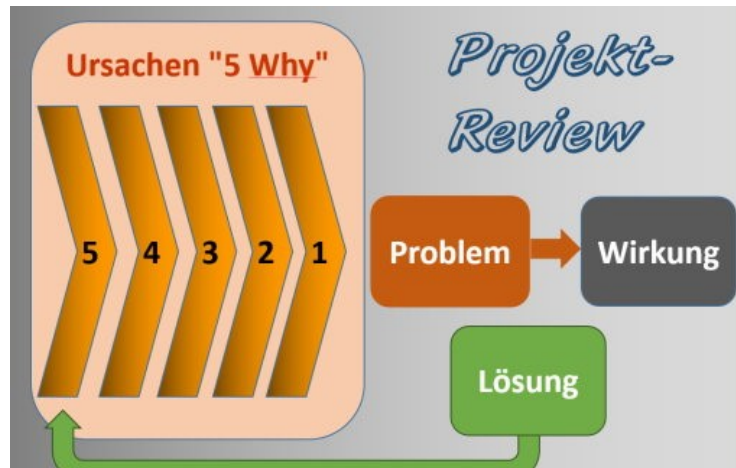 Ursachen "5 Why"
Projekt-
Review
5 4 3 2 1
Problem
Wirkung
Lösung